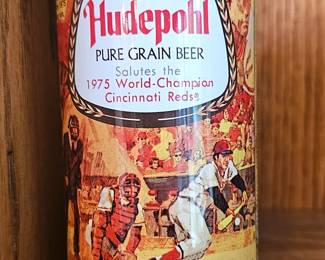 Hudepohl
PURE GRAIN BEER
Salutes the
1975 World-Champion
Cincinnati Reds®